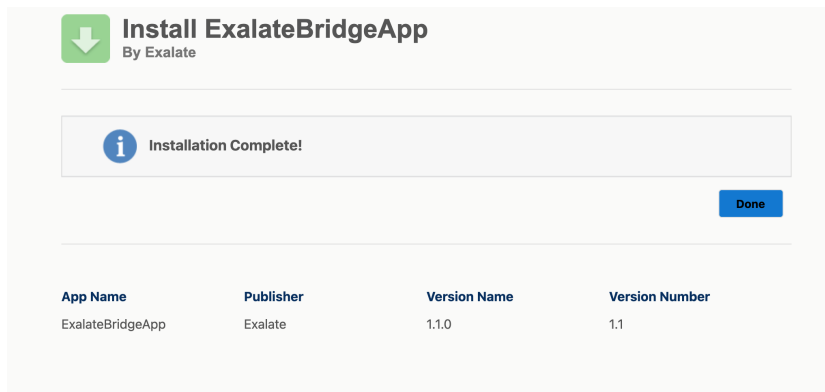 Install ExalateBridgeApp
By Exalate
Installation Complete!
Done
App Name Publisher Version Name Version Number
ExalateBridgeApp Exalate 1.1.0 1.1